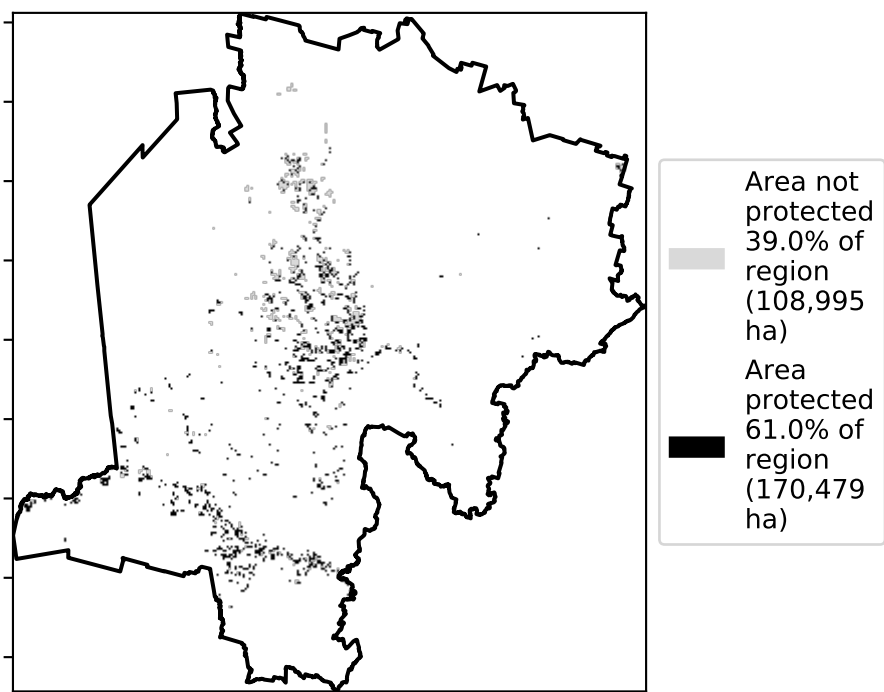 Area not
protected
39.0% of
region
(108,995
ha)
Area
protected
61.0% of
region
(170,479
ha)